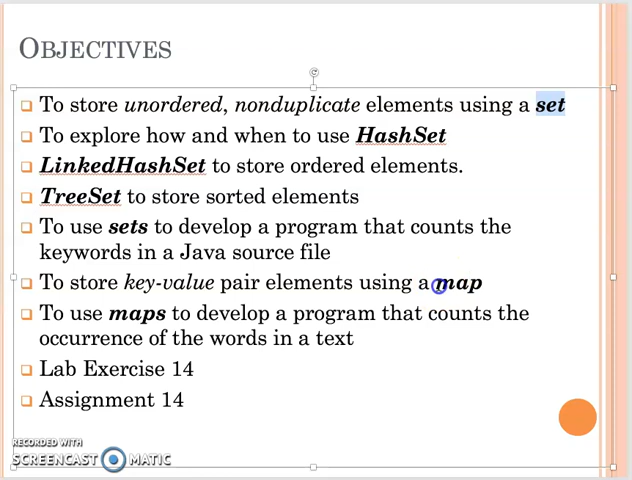 OBJECTIVES
To store unordered, nonduplicate elements using a set
To explore how and when to use HashSet
LinkedHashSet to store ordered elements.
TreeSet to store sorted elements
To use sets to develop a program that counts the
keywords in a Java source file
To store key-value pair elements using a map
To use maps to develop a program that counts the
occurrence of the words in a text
Lab Exercise 14
Assignment 14
RECORDED WITH
SCREENCAST MATIC